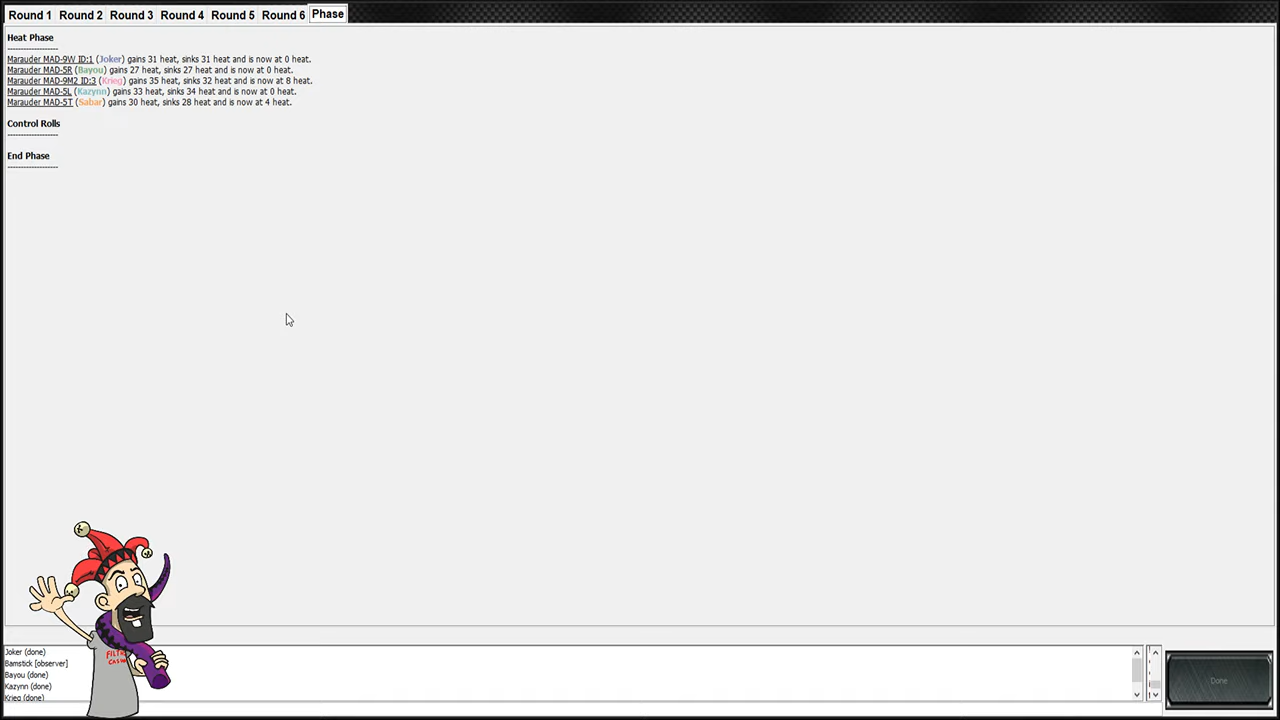 Round 1 Round 2 Round 3 Round 4 Round 5 Round 6 Phase
Heat Phase
-------------------
Marauder MAD-9W ID:1 (Joker) gains 31 heat, sinks 31 heat and is now at 0 heat.
Marauder MAD-5R (Bayou) gains 27 heat, sinks 27 heat and is now at 0 heat.
Marauder MAD-9M2 ID:3 (Krieg) gains 35 heat, sinks 32 heat and is now at 8 heat.
Marauder MAD-5L (Kazynn) gains 33 heat, sinks 34 heat and is now at 0 heat.
Marauder MAD-5T (Sabar) gains 30 heat, sinks 28 heat and is now at 4 heat.
Control Rolls
-------------------
End Phase
-------------------
Joker (done)
Bamstick [observer]
Bayou (done)
Kazynn (done)
Krieg (done)
Done